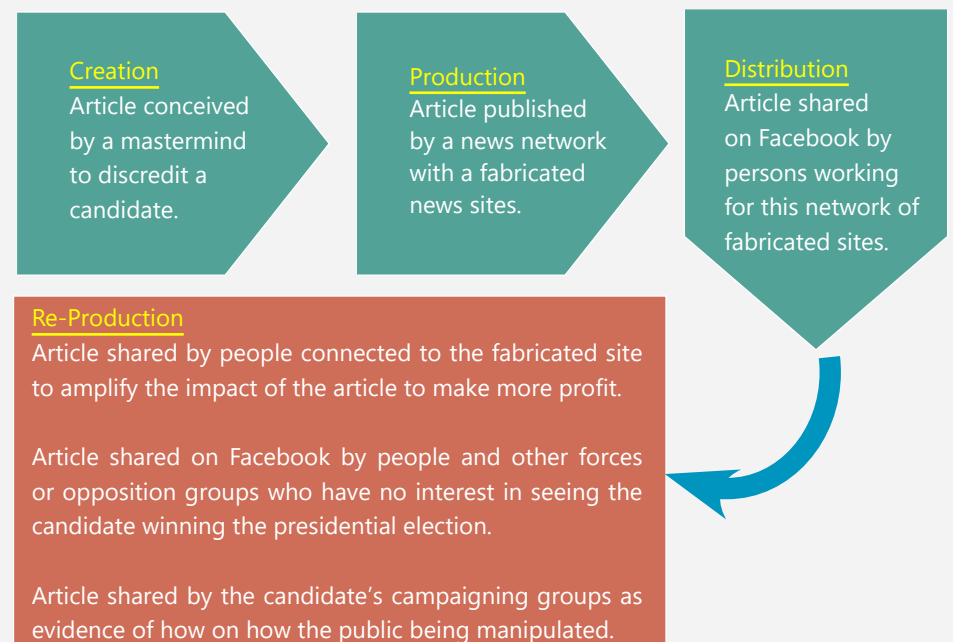 Creation
Article conceived
by a mastermind
to discredit a
candidate.
Production
Article published
by a news network
with a fabricated
news sites.
Distribution
Article shared
on Facebook by
persons working
for this network of
fabricated sites.
Re-Production
Article shared by people connected to the fabricated site
to amplify the impact of the article to make more profit.
Article shared on Facebook by people and other forces
or opposition groups who have no interest in seeing the
candidate winning the presidential election.
Article shared by the candidate’s campaigning groups as
evidence of how on how the public being manipulated.